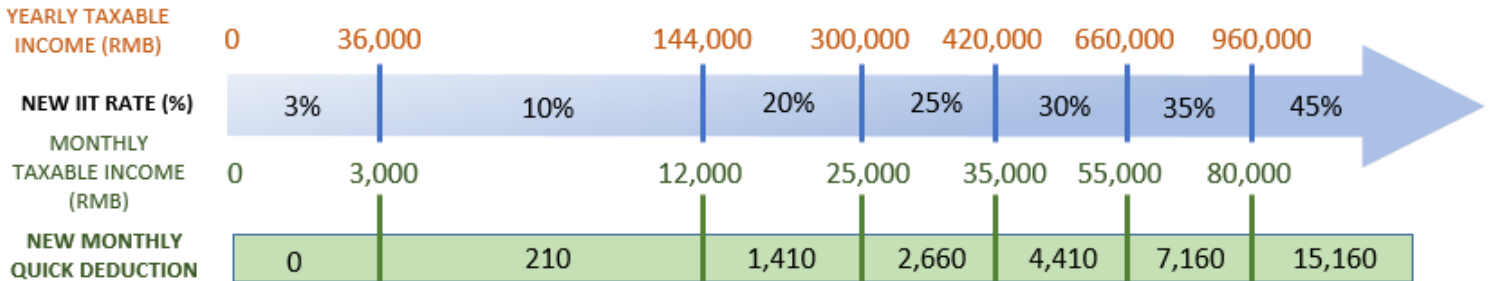 YEARLY TAXABLE
INCOME (RMB)
0 36,000 144,000 300,000 420,000 660,000 960,000
NEW IIT RATE (%) 3% 10% 20% 25% 30% 35% 45%
MONTHLY
TAXABLE INCOME
(RMB)
0 3,000 12,000 25,000 35,000 55,000 80,000
NEW MONTHLY
QUICK DEDUCTION
0 210 1,410 2,660 4,410 7,160 15,160